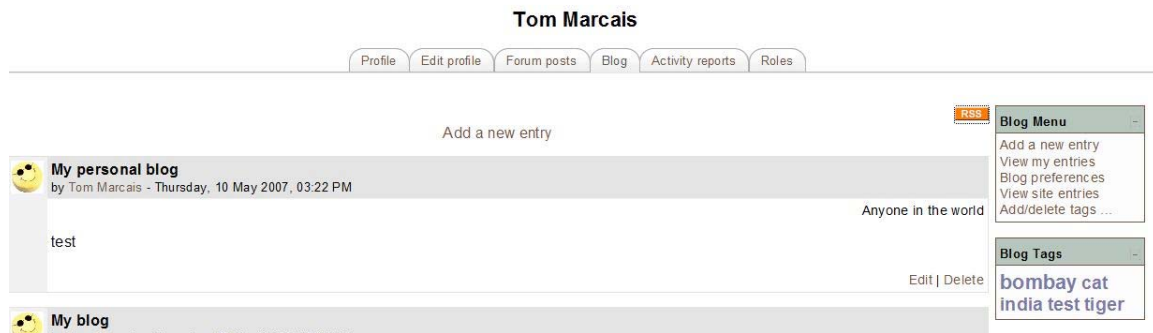 Tom Marcais
Profile
Edit profile
Forum posts
Blog
Activity reports
Roles
RSS
Add a new entry
My personal blog
by Tom Marcais - Thursday, 10 May 2007, 03:22 PM
Anyone in the world
test
Edit | Delete
My blog
Blog Menu -
Add a new entry
View my entries
Blog preferences
View site entries
Add/delete tags ...
Blog Tags -
bombay cat
india test tiger